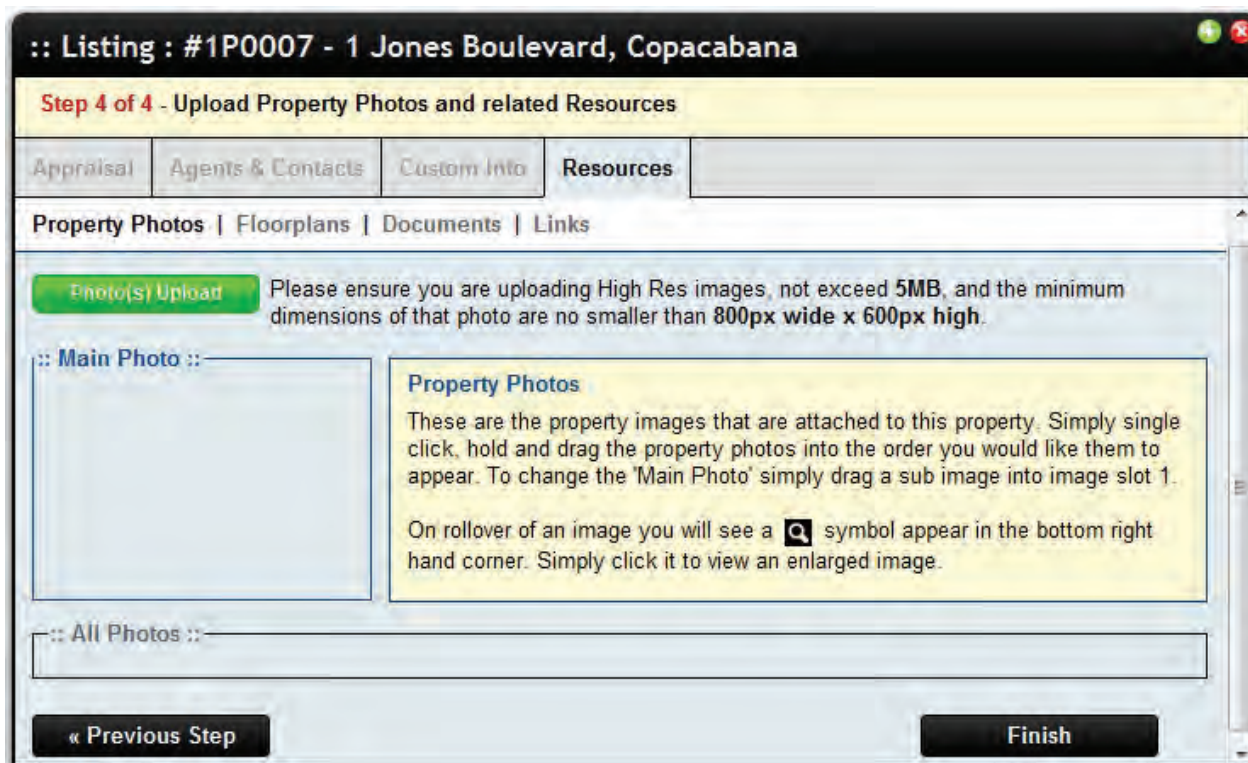 :: Listing : #1P0007 - 1 Jones Boulevard, Copacabana
Step 4 of 4 - Upload Property Photos and related Resources
Appraisal Agents & Contacts Custom Info Resources
Property Photos | Floorplans | Documents | Links
Photo(s) Upload
Please ensure you are uploading High Res images, not exceed 5MB, and the minimum
dimensions of that photo are no smaller than 800px wide x 600px high.
:: Main Photo ::
Property Photos
These are the property images that are attached to this property. Simply single
click, hold and drag the property photos into the order you would like them to
appear. To change the 'Main Photo' simply drag a sub image into image slot 1.
On rollover of an image you will see a symbol appear in the bottom right
hand corner. Simply click it to view an enlarged image.
:: All Photos ::
« Previous Step
Finish